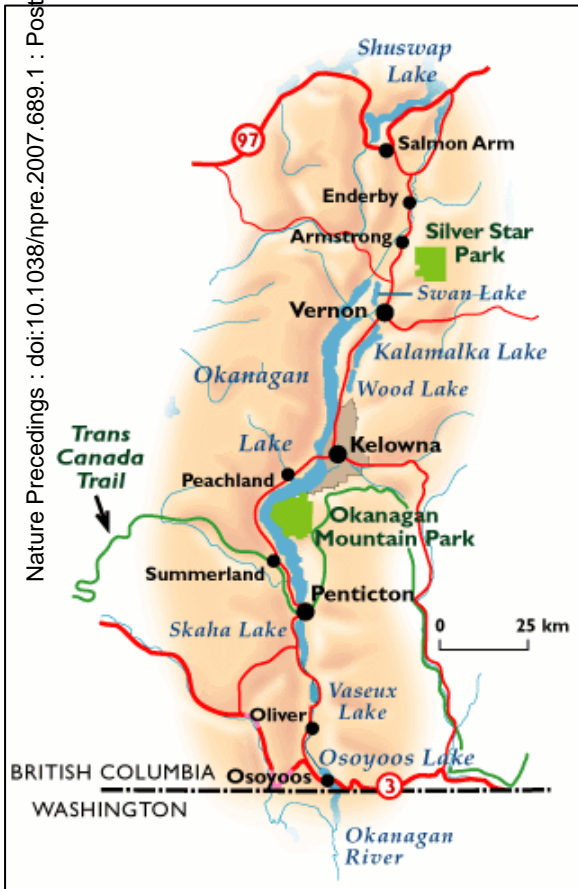 Nature Precedings : doi:10.1038/npre.2007.689.1 : Post
Shuswap
Lake
97
Salmon Arm
Enderby
Armstrong
Silver Star
Park
Swan Lake
Vernon
Kalamalka Lake
Okanagan
Wood Lake
Trans
Canada
Trail
Lake
Kelowna
Peachland
Okanagan
Mountain Park
Summerland
Penticton
0 25 km
Skaha Lake
Vaseux
Lake
Oliver
Osoyoos Lake
BRITISH COLUMBIA
Osoyoos
3
WASHINGTON
Okanagan
River